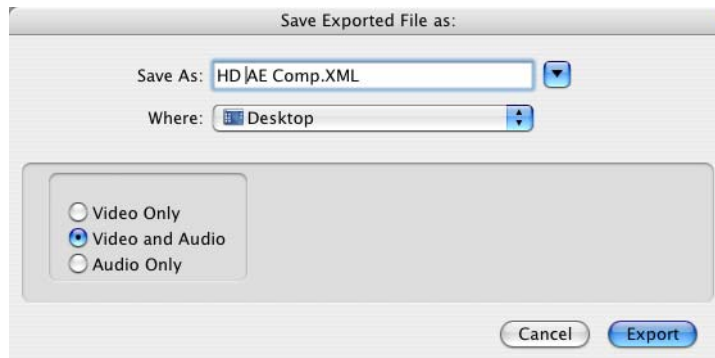 Save Exported File as:
Save As: HD AE Comp.XML
Where: Desktop
Video Only
Video and Audio
Audio Only
Cancel Export